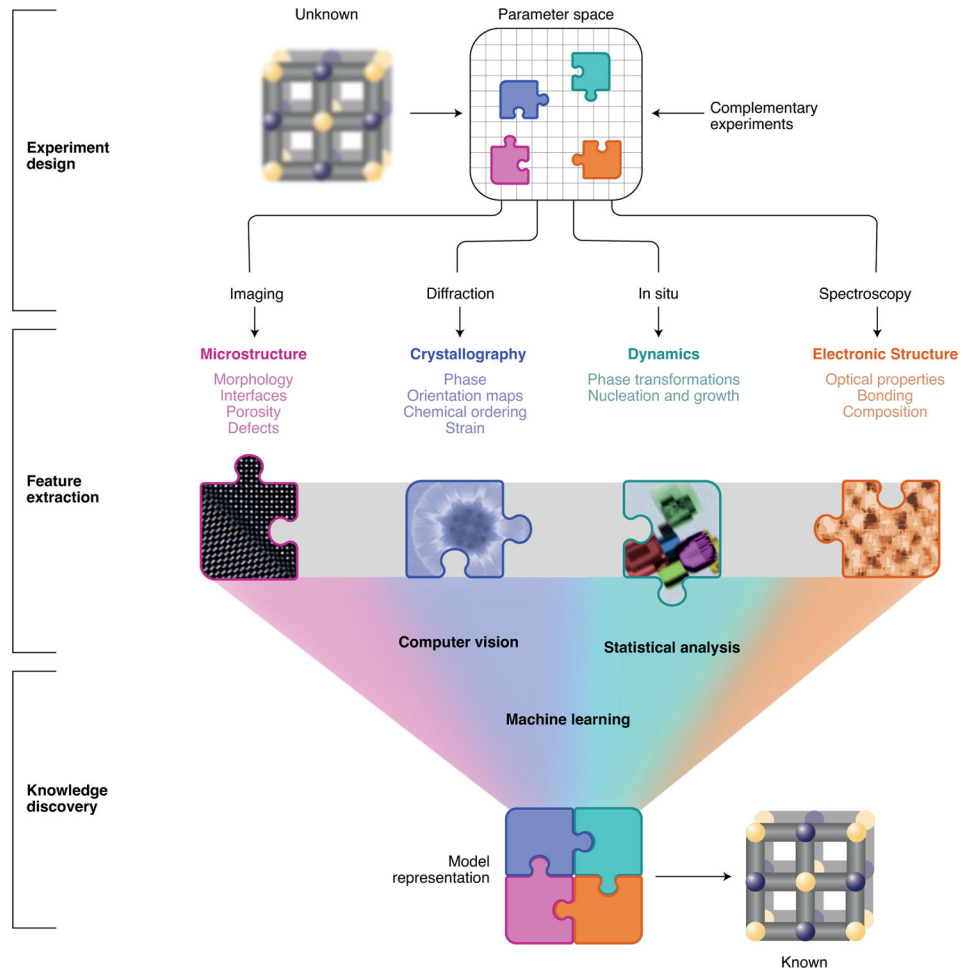 Unknown
Parameter space
Complementary
experiments
Experiment
design
Imaging
Diffraction
In situ
Spectroscopy
Microstructure
Morphology
Interfaces
Porosity
Defects
Crystallography
Phase
Orientation maps
Chemical ordering
Strain
Dynamics
Phase transformations
Nucleation and growth
Electronic Structure
Optical properties
Bonding
Composition
Feature
extraction
Computer vision
Statistical analysis
Machine learning
Knowledge
discovery
Model
representation
Known